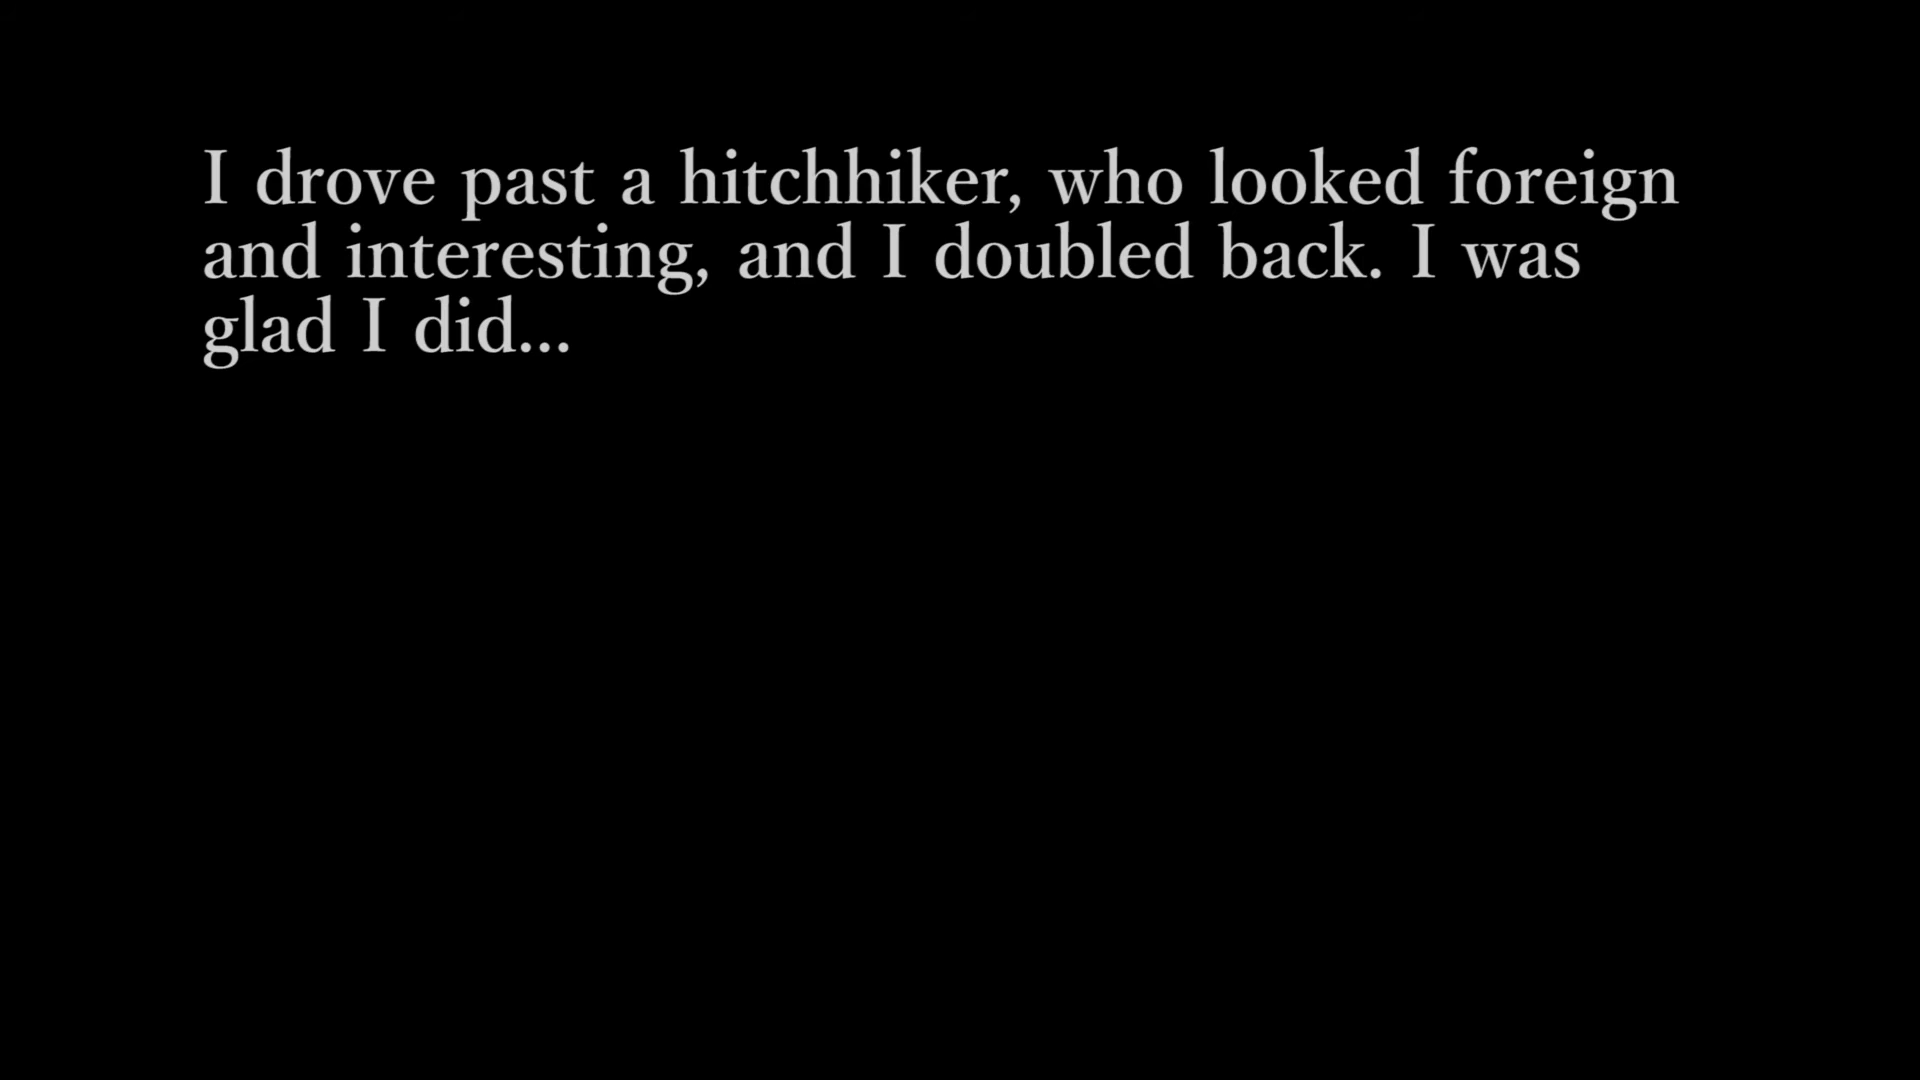 I drove past a hitchhiker, who looked foreign
and interesting, and I doubled back. I was
glad I did...